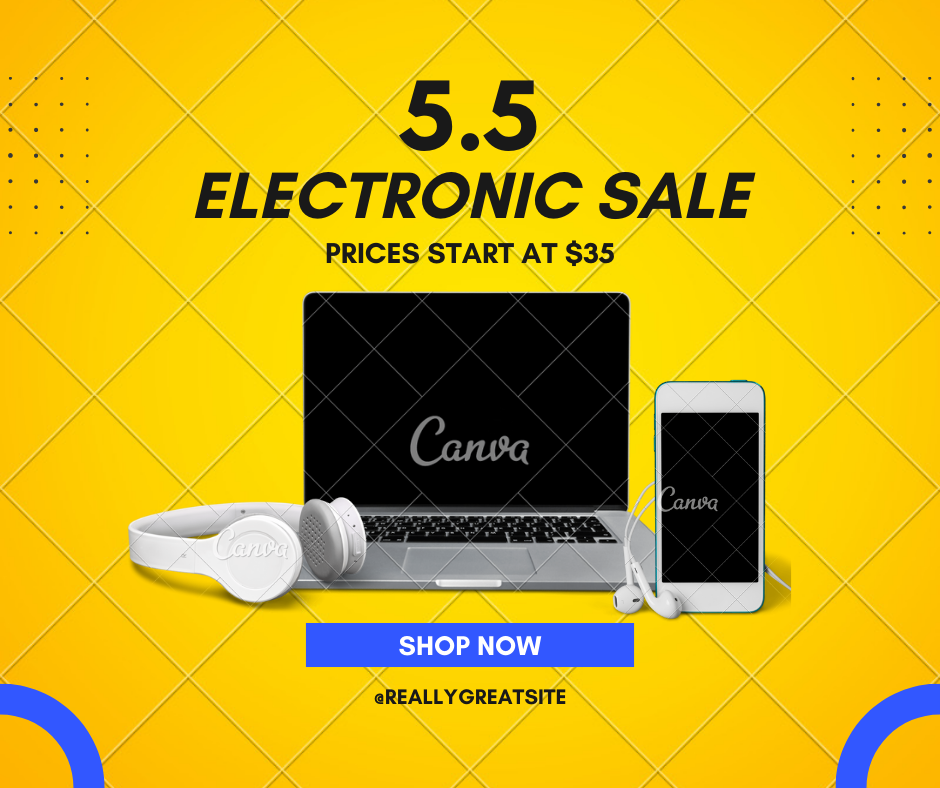 5.5
ELECTRONIC SALE
PRICES START AT $35
Canva
Canva
Canva
SHOP NOW
@REALLYGREATSITE